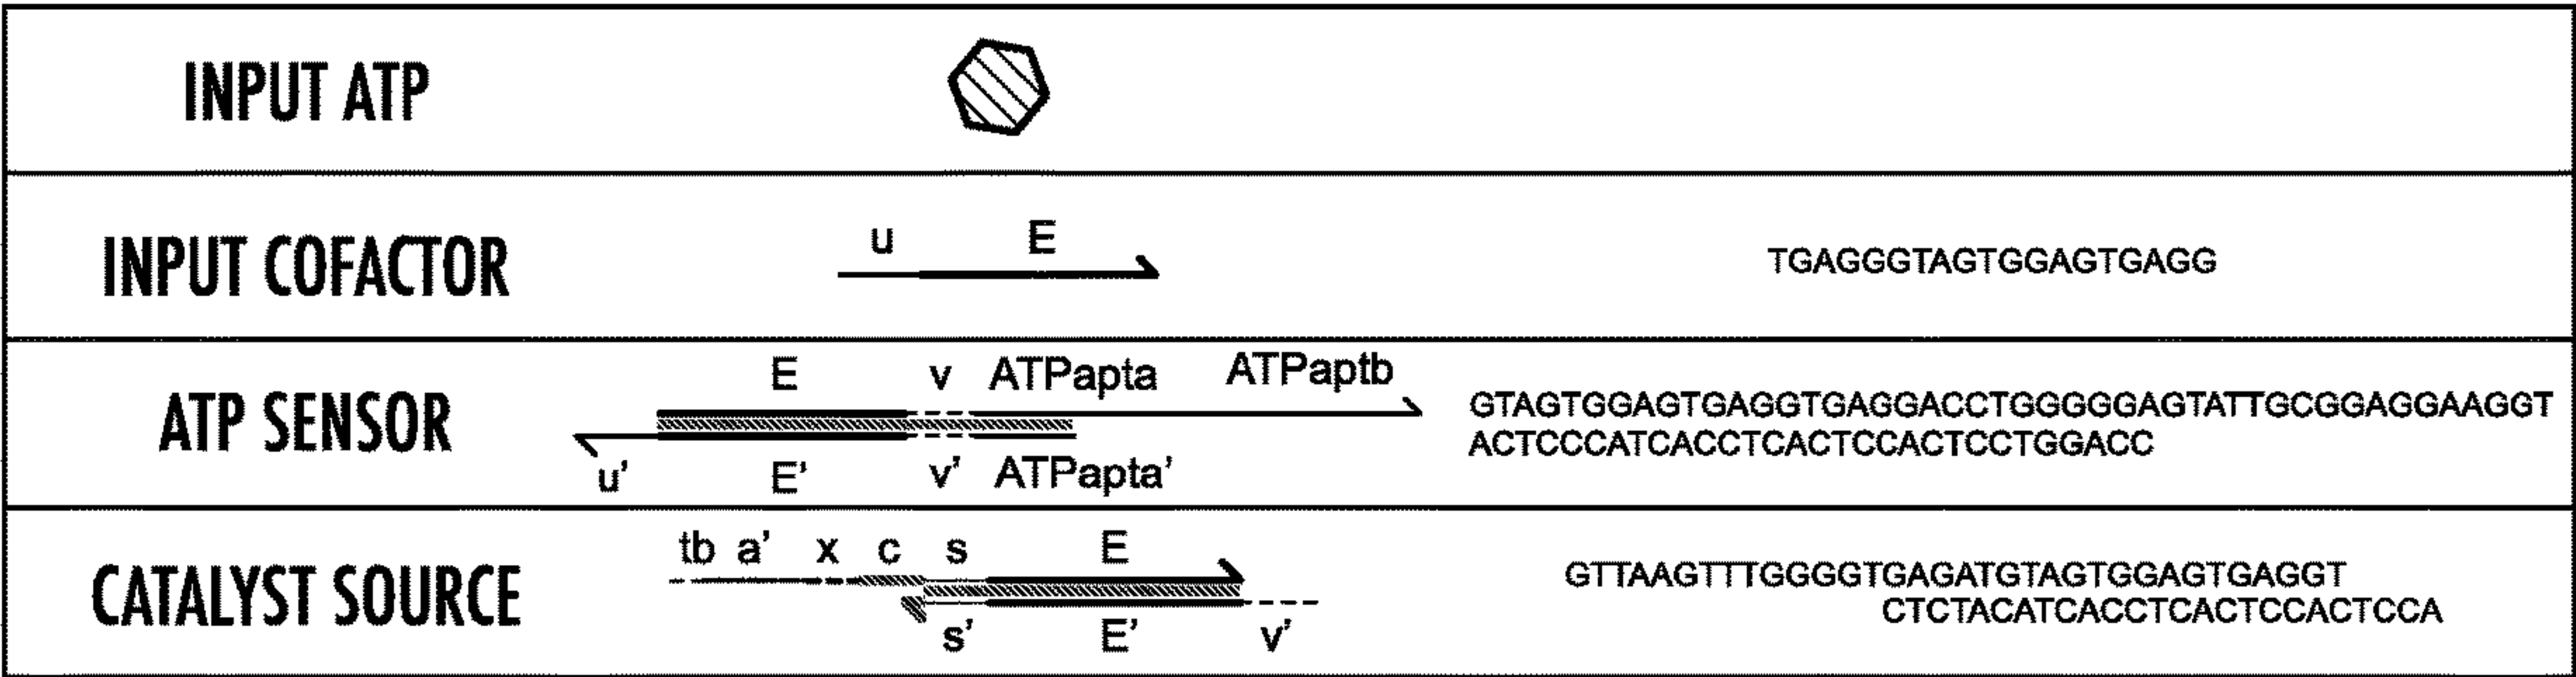 INPUT ATP
INPUT COFACTOR
u E
TGAGGGTAGTGGAGTGAGG
ATP SENSOR
E v ATPapta ATPaptb
GTAGTGGAGTGAGGTGAGGACCTGGGGGAGTATTGCGGAGGAAGGT
ACTCCCATCACCTCACTCCACTCCTGGACC
u' E' v' ATPapta'
CATALYST SOURCE
tb a' x c s E
GTTAAGTTTGGGGTGAGATGTAGTGGAGTGAGGT
CTCTACATCACCTCACTCCACTCCA
s' E' v'